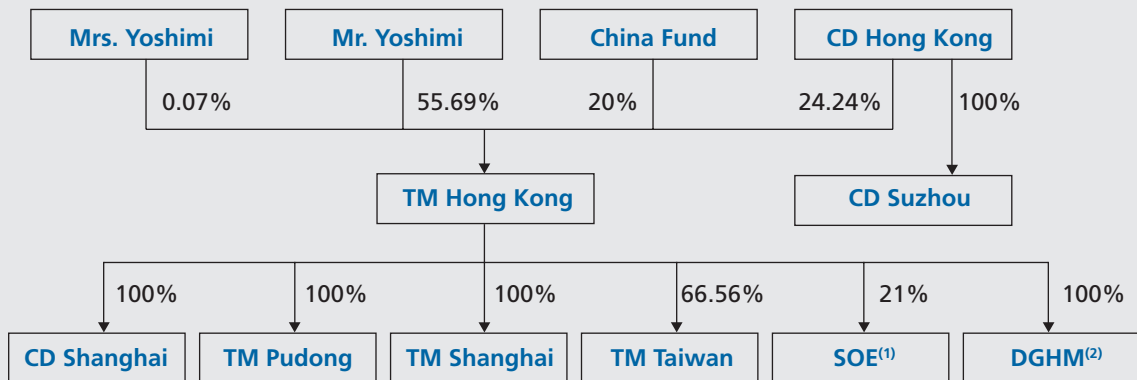 Mrs. Yoshimi Mr. Yoshimi China Fund CD Hong Kong
0.07% 55.69% 20% 24.24% 100%
TM Hong Kong CD Suzhou
100% 100% 100% 66.56% 21% 100%
CD Shanghai TM Pudong TM Shanghai TM Taiwan SOE(1) DGHM(2)